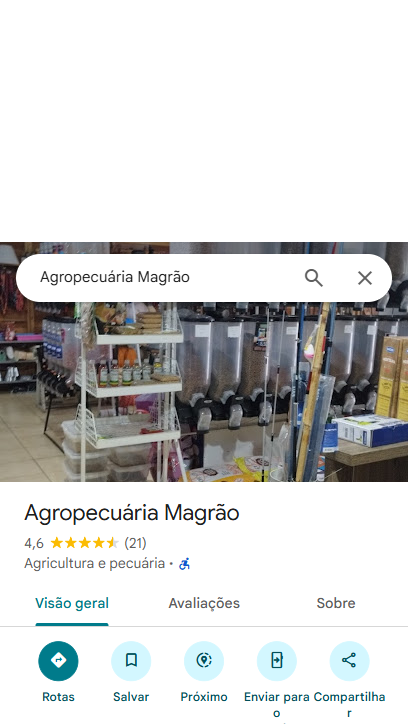 Agropecuária Magrão
Agropecuária Magrão
4,6 (21)
Agricultura e pecuária ·
Visão geral Avaliações Sobre
Rotas Salvar Próximo Enviar para o Compartilhar